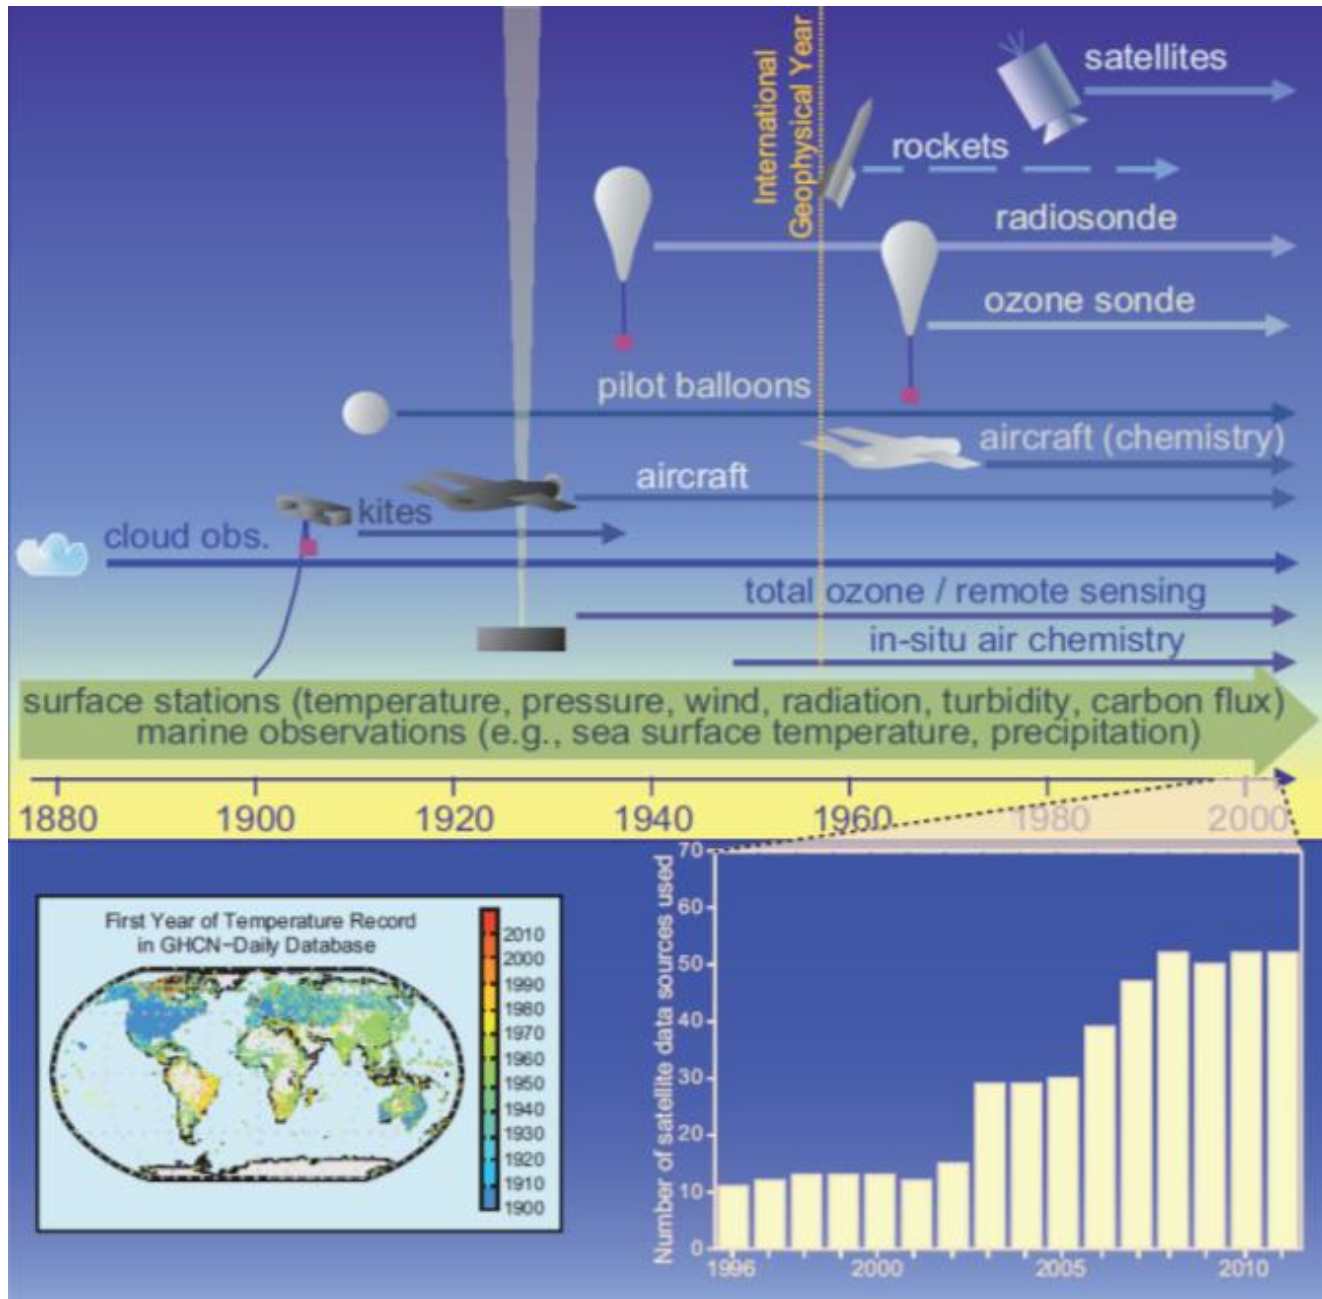 International
Geophysical Year
satellites
rockets
radiosonde
ozone sonde
pilot balloons
aircraft (chemistry)
aircraft
kites
cloud obs.
total ozone / remote sensing
in-situ air chemistry
surface stations (temperature, pressure, wind, radiation, turbidity, carbon flux)
marine observations (e.g., sea surface temperature, precipitation)
1880 1900 1920 1940 1960 1980 2000
First Year of Temperature Record
in GHCN-Daily Database
2010
2000
1990
1980
1970
1960
1950
1940
1930
1920
1910
1900
Number of satellite data sources used
70
60
50
40
30
20
10
0
1996 2000 2005 2010